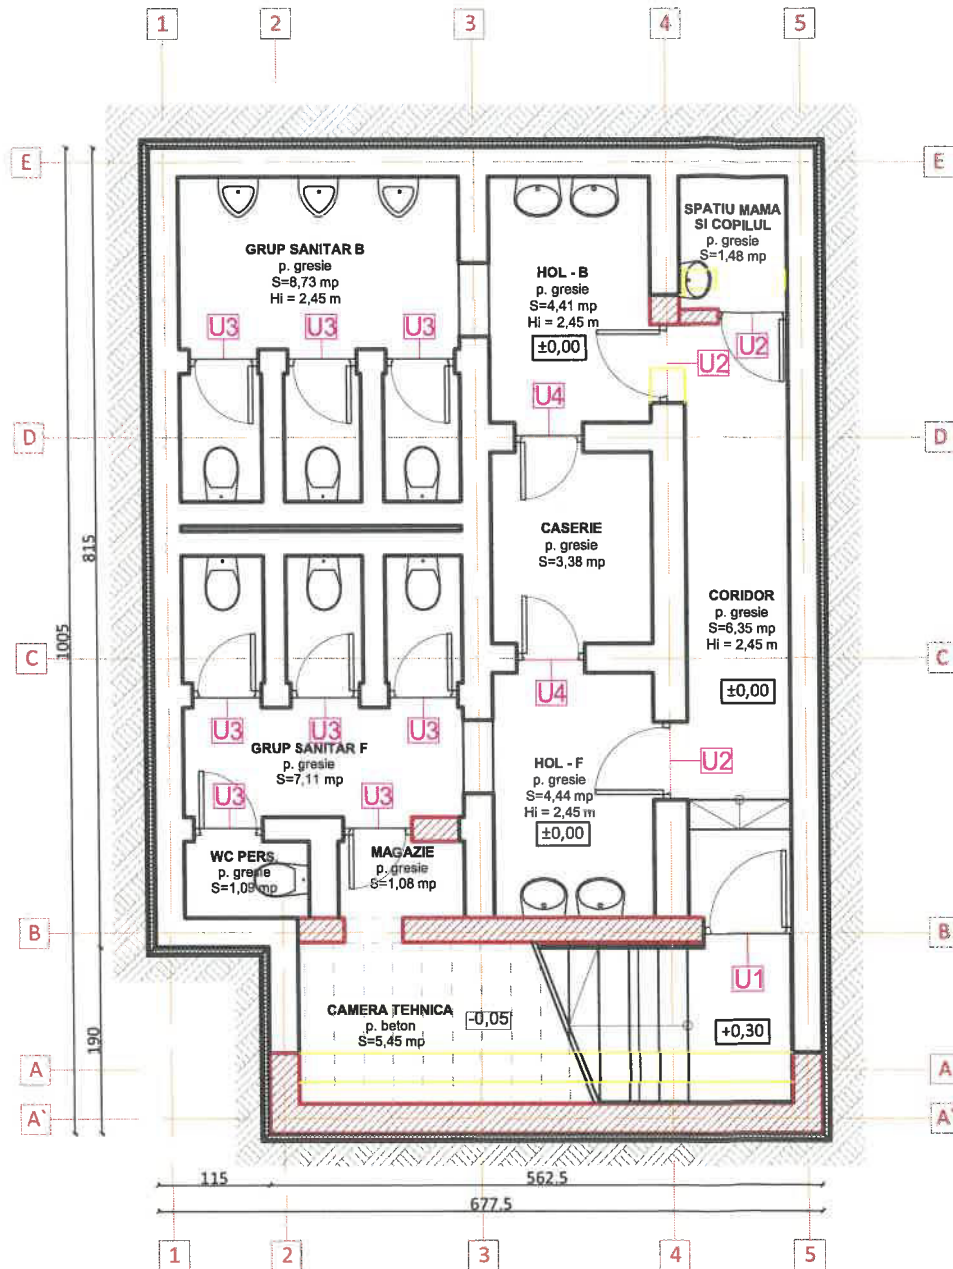 1
2
3
4
5
E
E
SPATIU MAMA
SI COPILUL
p. gresie
S=1,48 mp
GRUP SANITAR B
p. gresie
S=8,73 mp
Hi = 2,45 m
HOL - B
p. gresie
S=4,41 mp
Hi = 2,45 m
±0,00
U3
U3
U3
U2
U2
U4
D
D
CASERIE
p. gresie
S=3,38 mp
815
1005
CORIDOR
p. gresie
S=6,35 mp
Hi = 2,45 m
±0,00
C
C
U4
U3
U3
U3
GRUP SANITAR F
p. gresie
S=7,11 mp
HOL - F
p. gresie
S=4,44 mp
Hi = 2,45 m
±0,00
U2
U3
U3
WC PERS.
p. gresie
S=1,09 mp
MAGAZIE
p. gresie
S=1,08 mp
B
B
U1
CAMERA TEHNICA
p. beton
S=5,45 mp
-0,05
+0,30
190
A
A
A`
A`
115
562.5
677.5
1
2
3
4
5